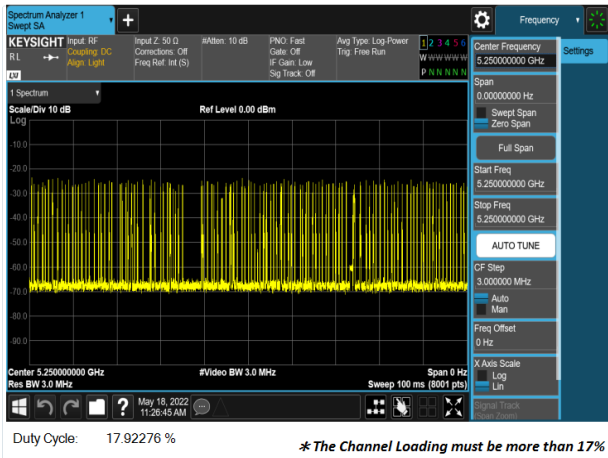 Spectrum Analyzer 1
Swept SA
+
Frequency
KEYSIGHT
RL
LW
Input: RF
Coupling: DC
Align: Light
Input Z: 50 Ω
Corrections: Off
Freq Ref: Int (S)
#Atten: 10 dB
PNO: Fast
Gate: Off
IF Gain: Low
Sig Track: Off
Avg Type: Log-Power
Trig: Free Run
1 2 3 4 5 6
W W W W W W
P N N N N N
Center Frequency
5.250000000 GHz
Settings
Span
0.00000000 Hz
Swept Span
Zero Span
Full Span
Start Freq
5.250000000 GHz
Stop Freq
5.250000000 GHz
AUTO TUNE
CF Step
3.000000 MHz
Auto
Man
Freq Offset
0 Hz
X Axis Scale
Log
Lin
Signal Track
(Span Zoom)
1 Spectrum
Scale/Div 10 dB
Ref Level 0.00 dBm
Log
-10.0
-20.0
-30.0
-40.0
-50.0
-60.0
-70.0
-80.0
-90.0
Center 5.250000000 GHz
#Video BW 3.0 MHz
Span 0 Hz
Res BW 3.0 MHz
Sweep 100 ms (8001 pts)
?
May 18, 2022
11:26:45 AM
Duty Cycle: 17.92276 %
* The Channel Loading must be more than 17%